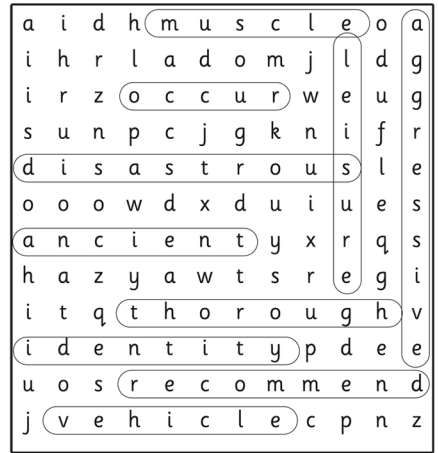 a i d h m u s c l e o a
i h r l a d o m j l d g
i r z o c c u r w e u g
s u n p c j g k n i f r
d i s a s t r o u s l e
o o o w d x d u i u e s
a n c i e n t y x r q s
h a z y a w t s r e g i
i t q t h o r o u g h v
i d e n t i t y p d e e
u o s r e c o m m e n d
j v e h i c l e c p n z